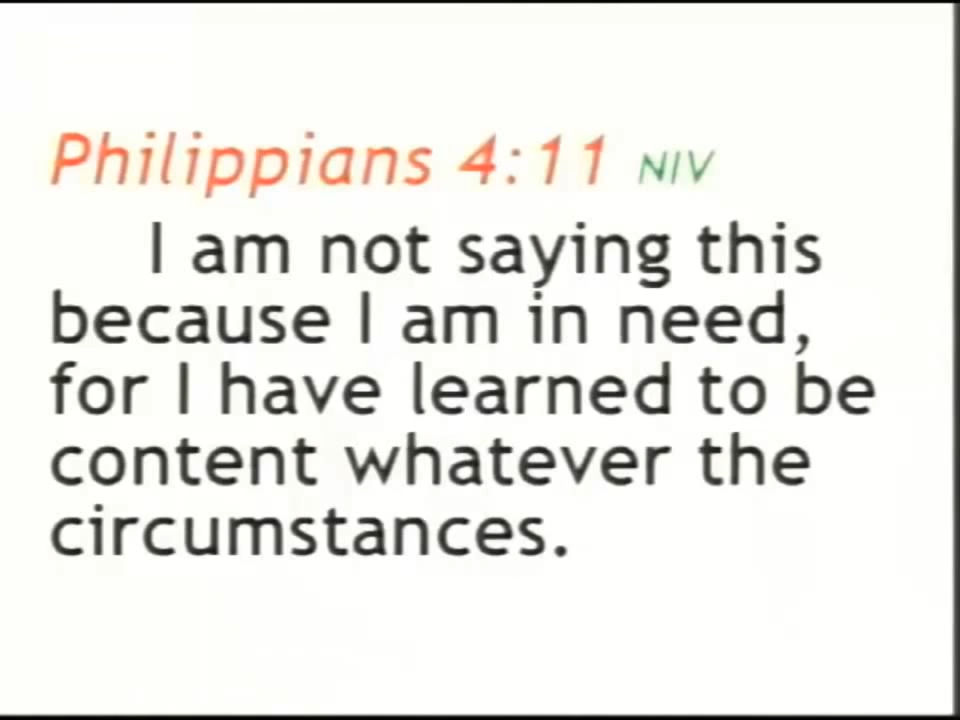 Philippians 4:11 NIV
I am not saying this
because I am in need,
for I have learned to be
content whatever the
circumstances.